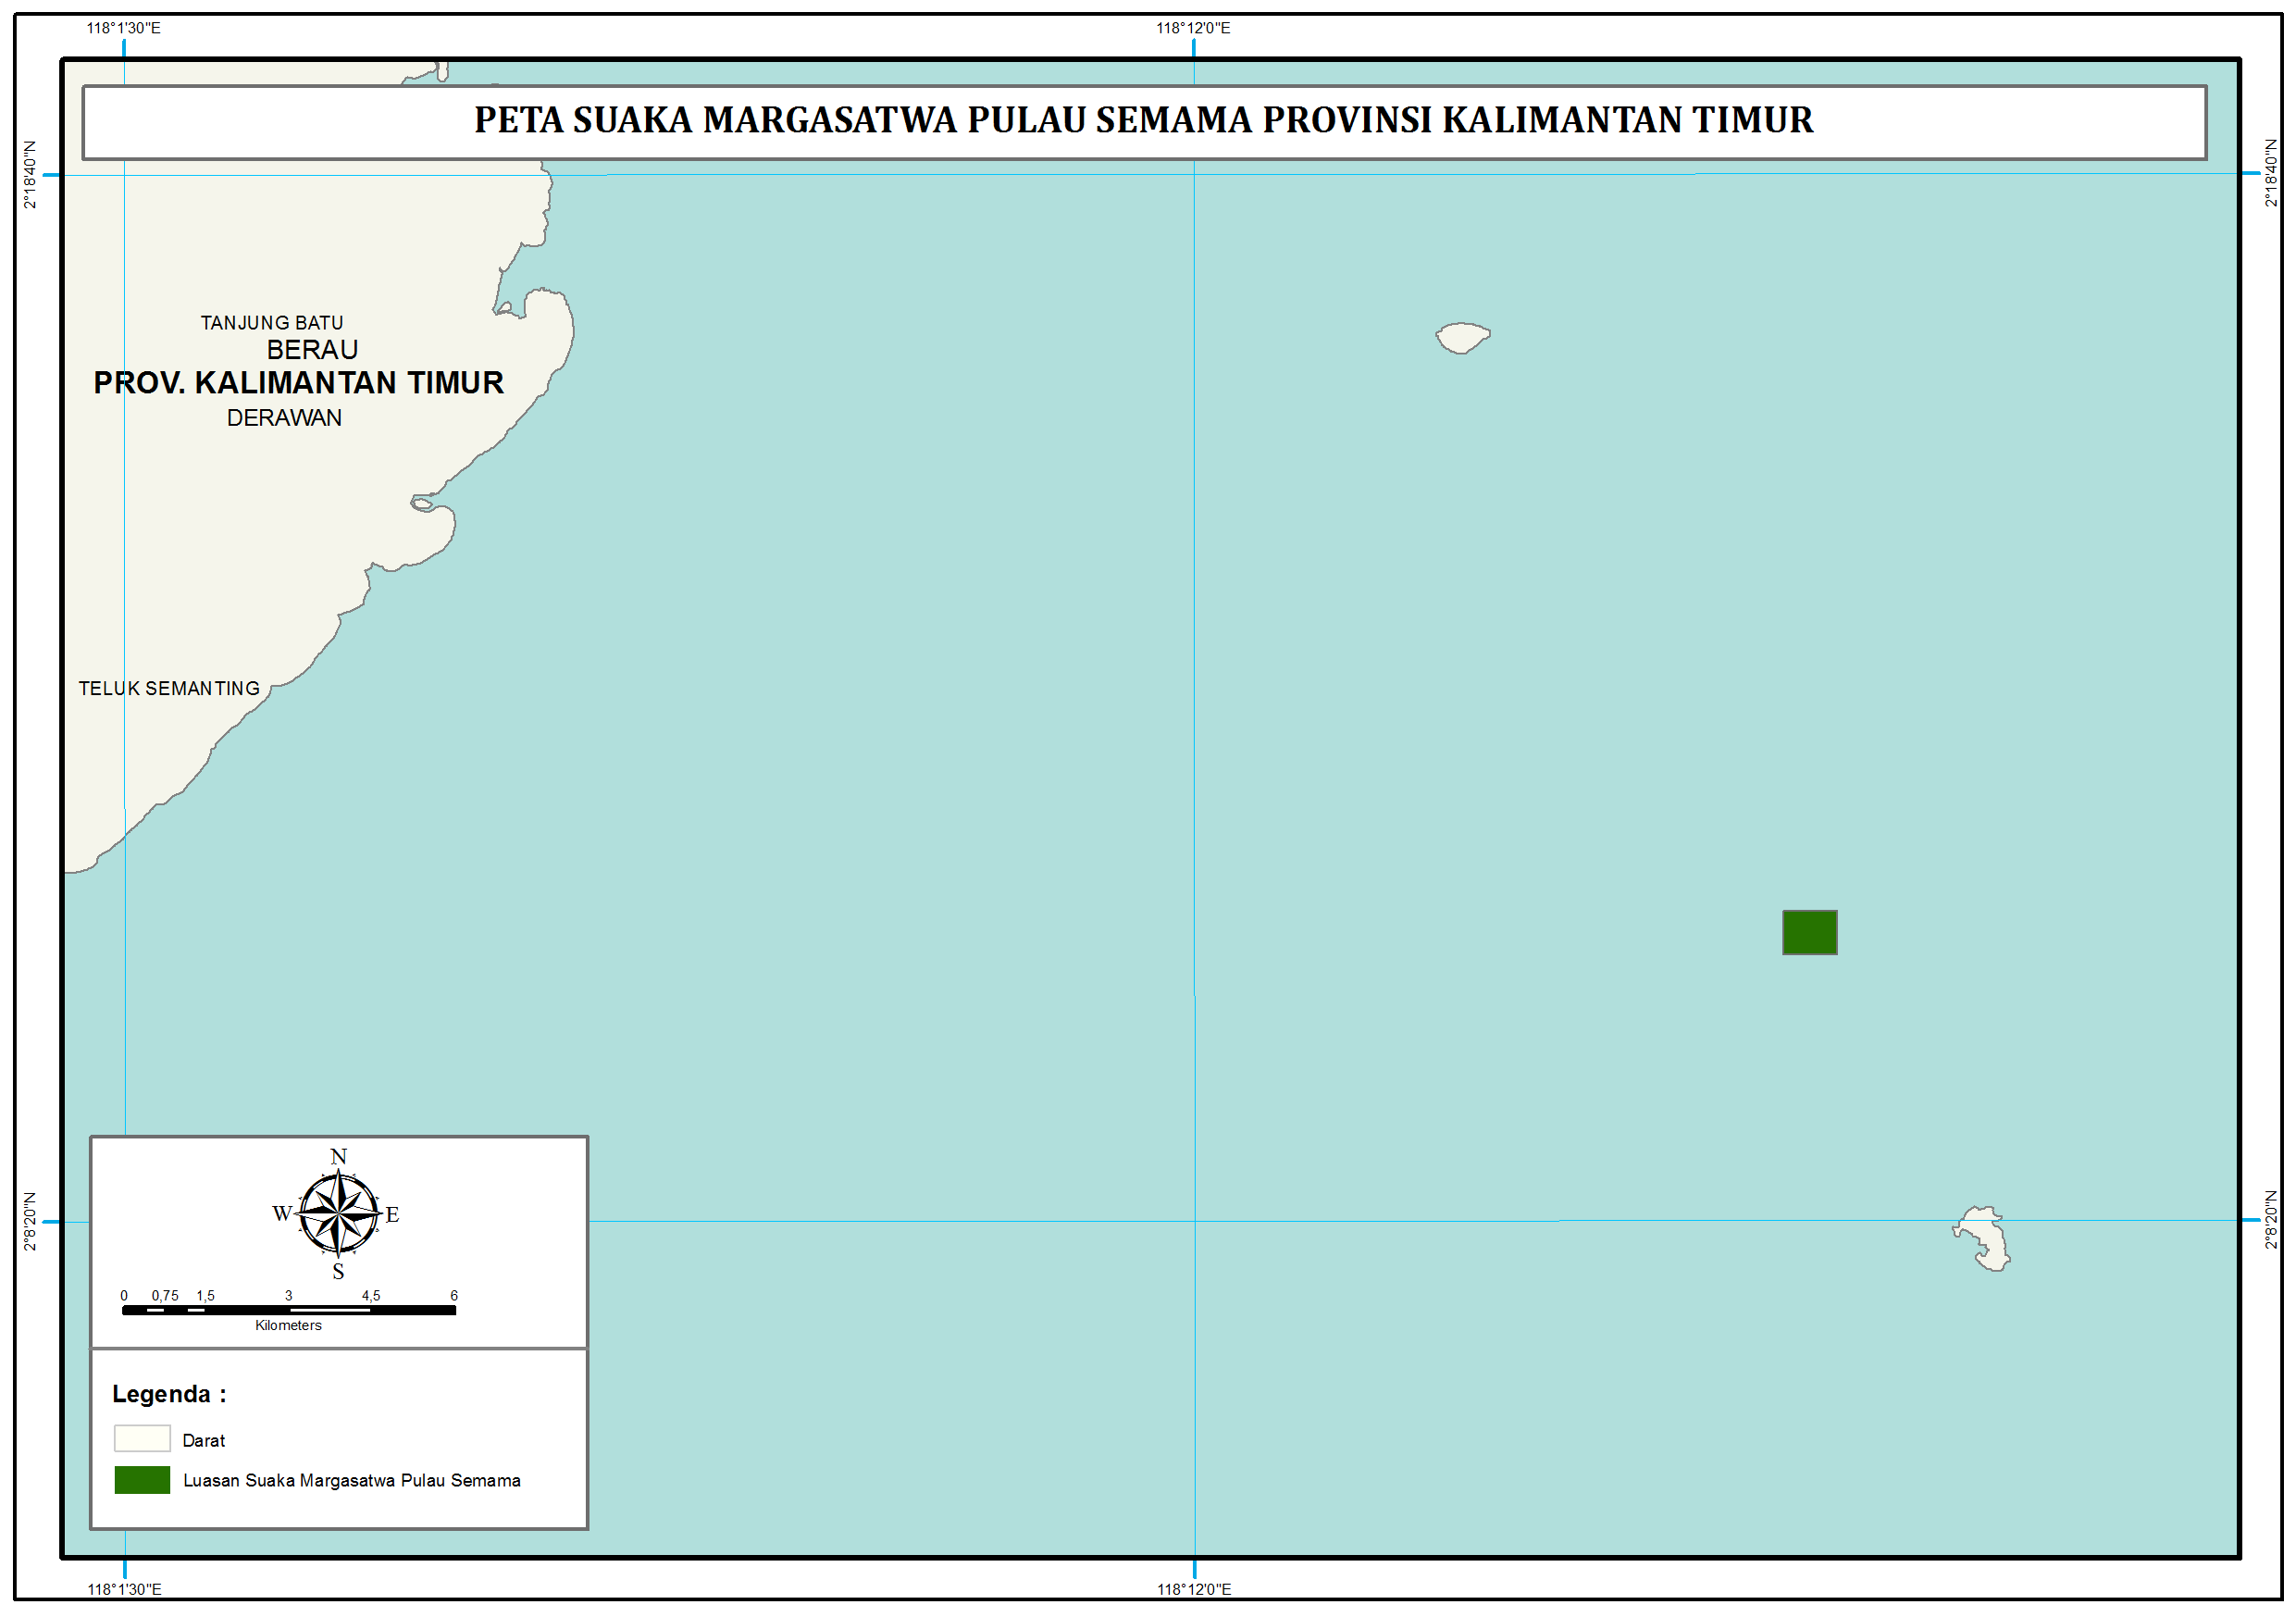 118°1'30"E 118°12'0"E
PETA SUAKA MARGASATWA PULAU SEMAMA PROVINSI KALIMANTAN TIMUR
2°18'40"N 2°18'40"N
TANJUNG BATU
BERAU
PROV. KALIMANTAN TIMUR
DERAWAN
TELUK SEMANTING
N
W E
S
2°8'20"N 2°8'20"N
0 0,75 1,5 3 4,5 6
Kilometers
Legenda :
Darat
Luasan Suaka Margasatwa Pulau Semama
118°1'30"E 118°12'0"E